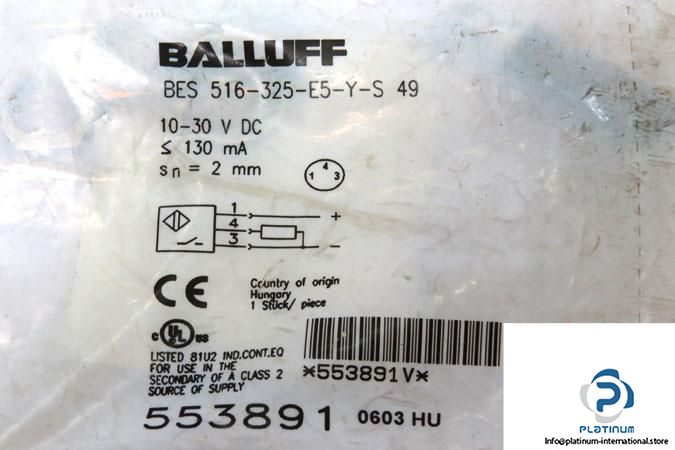 BALLUFF
BES 516-325-E5-Y-S 49
10-30 V DC
≤ 130 mA
sn = 2 mm
1 4 3
1 +
4
3 −
CE
Country of origin
Hungary
1 Stück/ piece
c UL us
LISTED 81U2 IND.CONT.EQ
FOR USE IN THE
SECONDARY OF A CLASS 2
SOURCE OF SUPPLY
*553891V*
553891 0603 HU
PLATINUM
Info@platinum-international.store